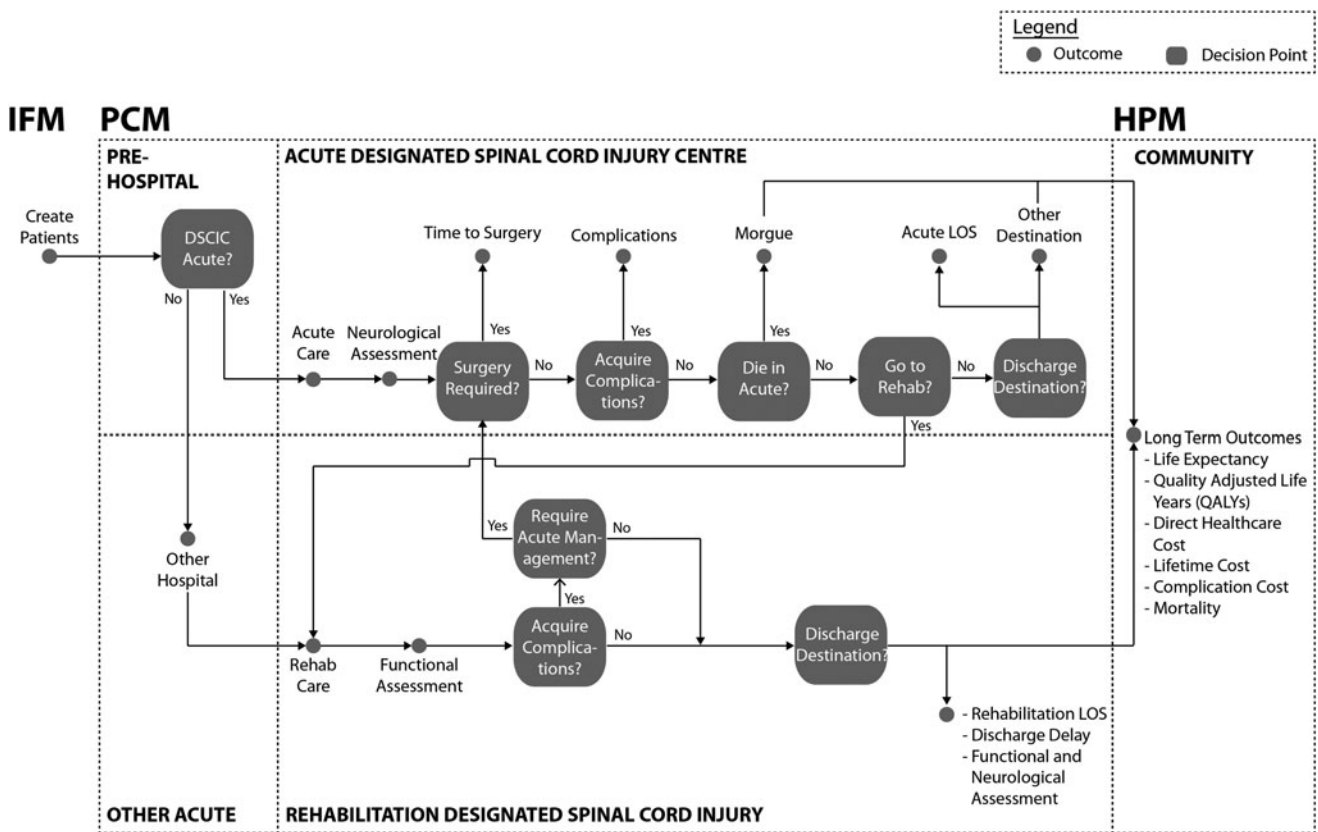 Legend
Outcome
Decision Point
IFM
PCM
HPM
PRE-
HOSPITAL
ACUTE DESIGNATED SPINAL CORD INJURY CENTRE
COMMUNITY
Create
Patients
DSCIC
Acute?
No
Yes
Time to Surgery
Complications
Morgue
Acute LOS
Other
Destination
Acute
Care
Neurological
Assessment
Yes
Surgery
Required?
No
Yes
Acquire
Complica-
tions?
No
Yes
Die in
Acute?
No
Go to
Rehab?
No
Yes
Discharge
Destination?
Long Term Outcomes
- Life Expectancy
- Quality Adjusted Life
Years (QALYs)
- Direct Healthcare
Cost
- Lifetime Cost
- Complication Cost
- Mortality
Other
Hospital
Yes
Require
Acute Man-
agement?
No
Yes
Rehab
Care
Functional
Assessment
Acquire
Complica-
tions?
No
Discharge
Destination?
- Rehabilitation LOS
- Discharge Delay
- Functional and
Neurological
Assessment
OTHER ACUTE
REHABILITATION DESIGNATED SPINAL CORD INJURY